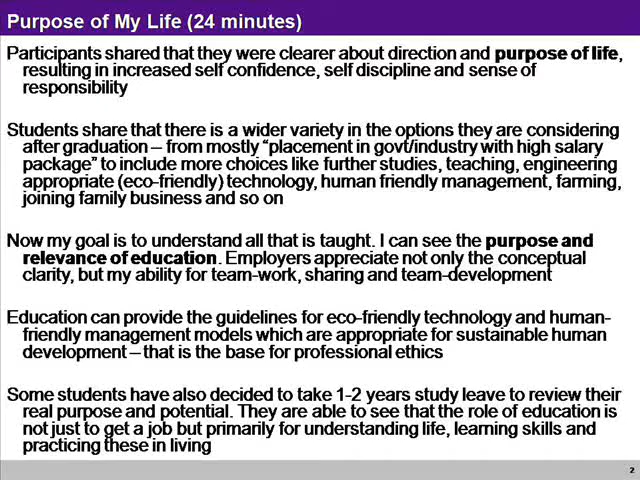 Purpose of My Life (24 minutes)
Participants shared that they were clearer about direction and purpose of life,
resulting in increased self confidence, self discipline and sense of
responsibility
Students share that there is a wider variety in the options they are considering
after graduation – from mostly “placement in govt/industry with high salary
package” to include more choices like further studies, teaching, engineering
appropriate (eco-friendly) technology, human friendly management, farming,
joining family business and so on
Now my goal is to understand all that is taught. I can see the purpose and
relevance of education. Employers appreciate not only the conceptual
clarity, but my ability for team-work, sharing and team-development
Education can provide the guidelines for eco-friendly technology and human-
friendly management models which are appropriate for sustainable human
development – that is the base for professional ethics
Some students have also decided to take 1-2 years study leave to review their
real purpose and potential. They are able to see that the role of education is
not just to get a job but primarily for understanding life, learning skills and
practicing these in living
2